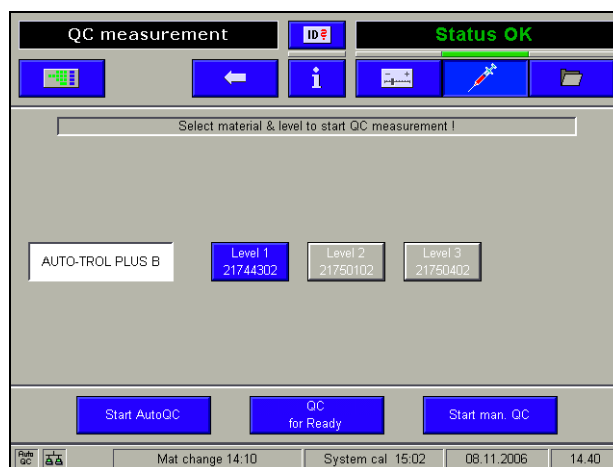 QC measurement
ID?
Status OK
i
Select material & level to start QC measurement !
AUTO-TROL PLUS B
Level 1
21744302
Level 2
21750102
Level 3
21750402
Start AutoQC
QC
for Ready
Start man. QC
Auto
QC
Mat change 14:10
System cal 15:02
08.11.2006
14.40